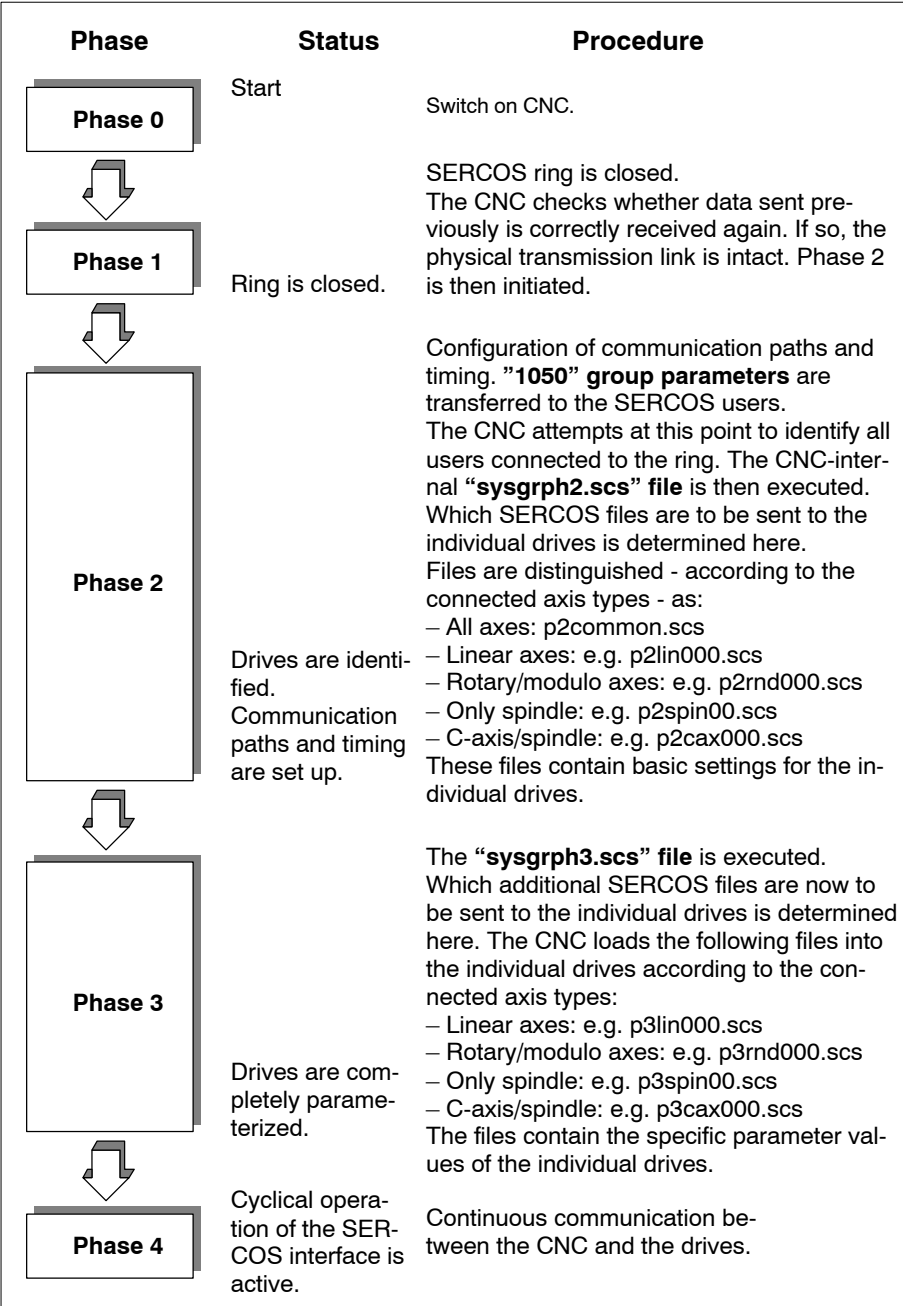 Phase Status Procedure
Start
Phase 0
Switch on CNC.
SERCOS ring is closed.
The CNC checks whether data sent pre-
viously is correctly received again. If so, the
physical transmission link is intact. Phase 2
is then initiated.
Phase 1
Ring is closed.
Configuration of communication paths and
timing. ”1050” group parameters are
transferred to the SERCOS users.
The CNC attempts at this point to identify all
users connected to the ring. The CNC-inter-
nal “sysgrph2.scs” file is then executed.
Which SERCOS files are to be sent to the
individual drives is determined here.
Files are distinguished - according to the
connected axis types - as:
– All axes: p2common.scs
– Linear axes: e.g. p2lin000.scs
– Rotary/modulo axes: e.g. p2rnd000.scs
– Only spindle: e.g. p2spin00.scs
– C-axis/spindle: e.g. p2cax000.scs
These files contain basic settings for the in-
dividual drives.
Phase 2
Drives are identi-
fied.
Communication
paths and timing
are set up.
The “sysgrph3.scs” file is executed.
Which additional SERCOS files are now to
be sent to the individual drives is determined
here. The CNC loads the following files into
the individual drives according to the con-
nected axis types:
– Linear axes: e.g. p3lin000.scs
– Rotary/modulo axes: e.g. p3rnd000.scs
– Only spindle: e.g. p3spin00.scs
– C-axis/spindle: e.g. p3cax000.scs
The files contain the specific parameter val-
ues of the individual drives.
Phase 3
Drives are com-
pletely parame-
terized.
Phase 4
Cyclical opera-
tion of the SER-
COS interface is
active.
Continuous communication be-
tween the CNC and the drives.